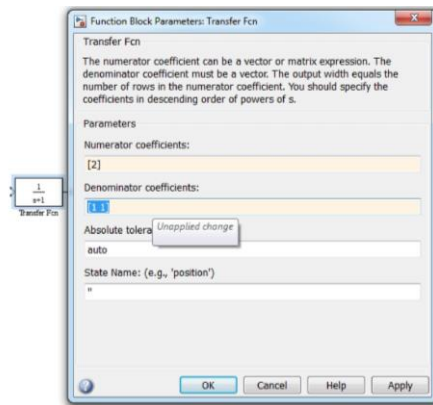 Function Block Parameters: Transfer Fcn
Transfer Fcn
The numerator coefficient can be a vector or matrix expression. The
denominator coefficient must be a vector. The output width equals the
number of rows in the numerator coefficient. You should specify the
coefficients in descending order of powers of s.
Parameters
Numerator coefficients:
[2]
Denominator coefficients:
[1 1]
Unapplied change
Absolute tolera
auto
State Name: (e.g., 'position')
''
1
s+1
Transfer Fcn
OK Cancel Help Apply